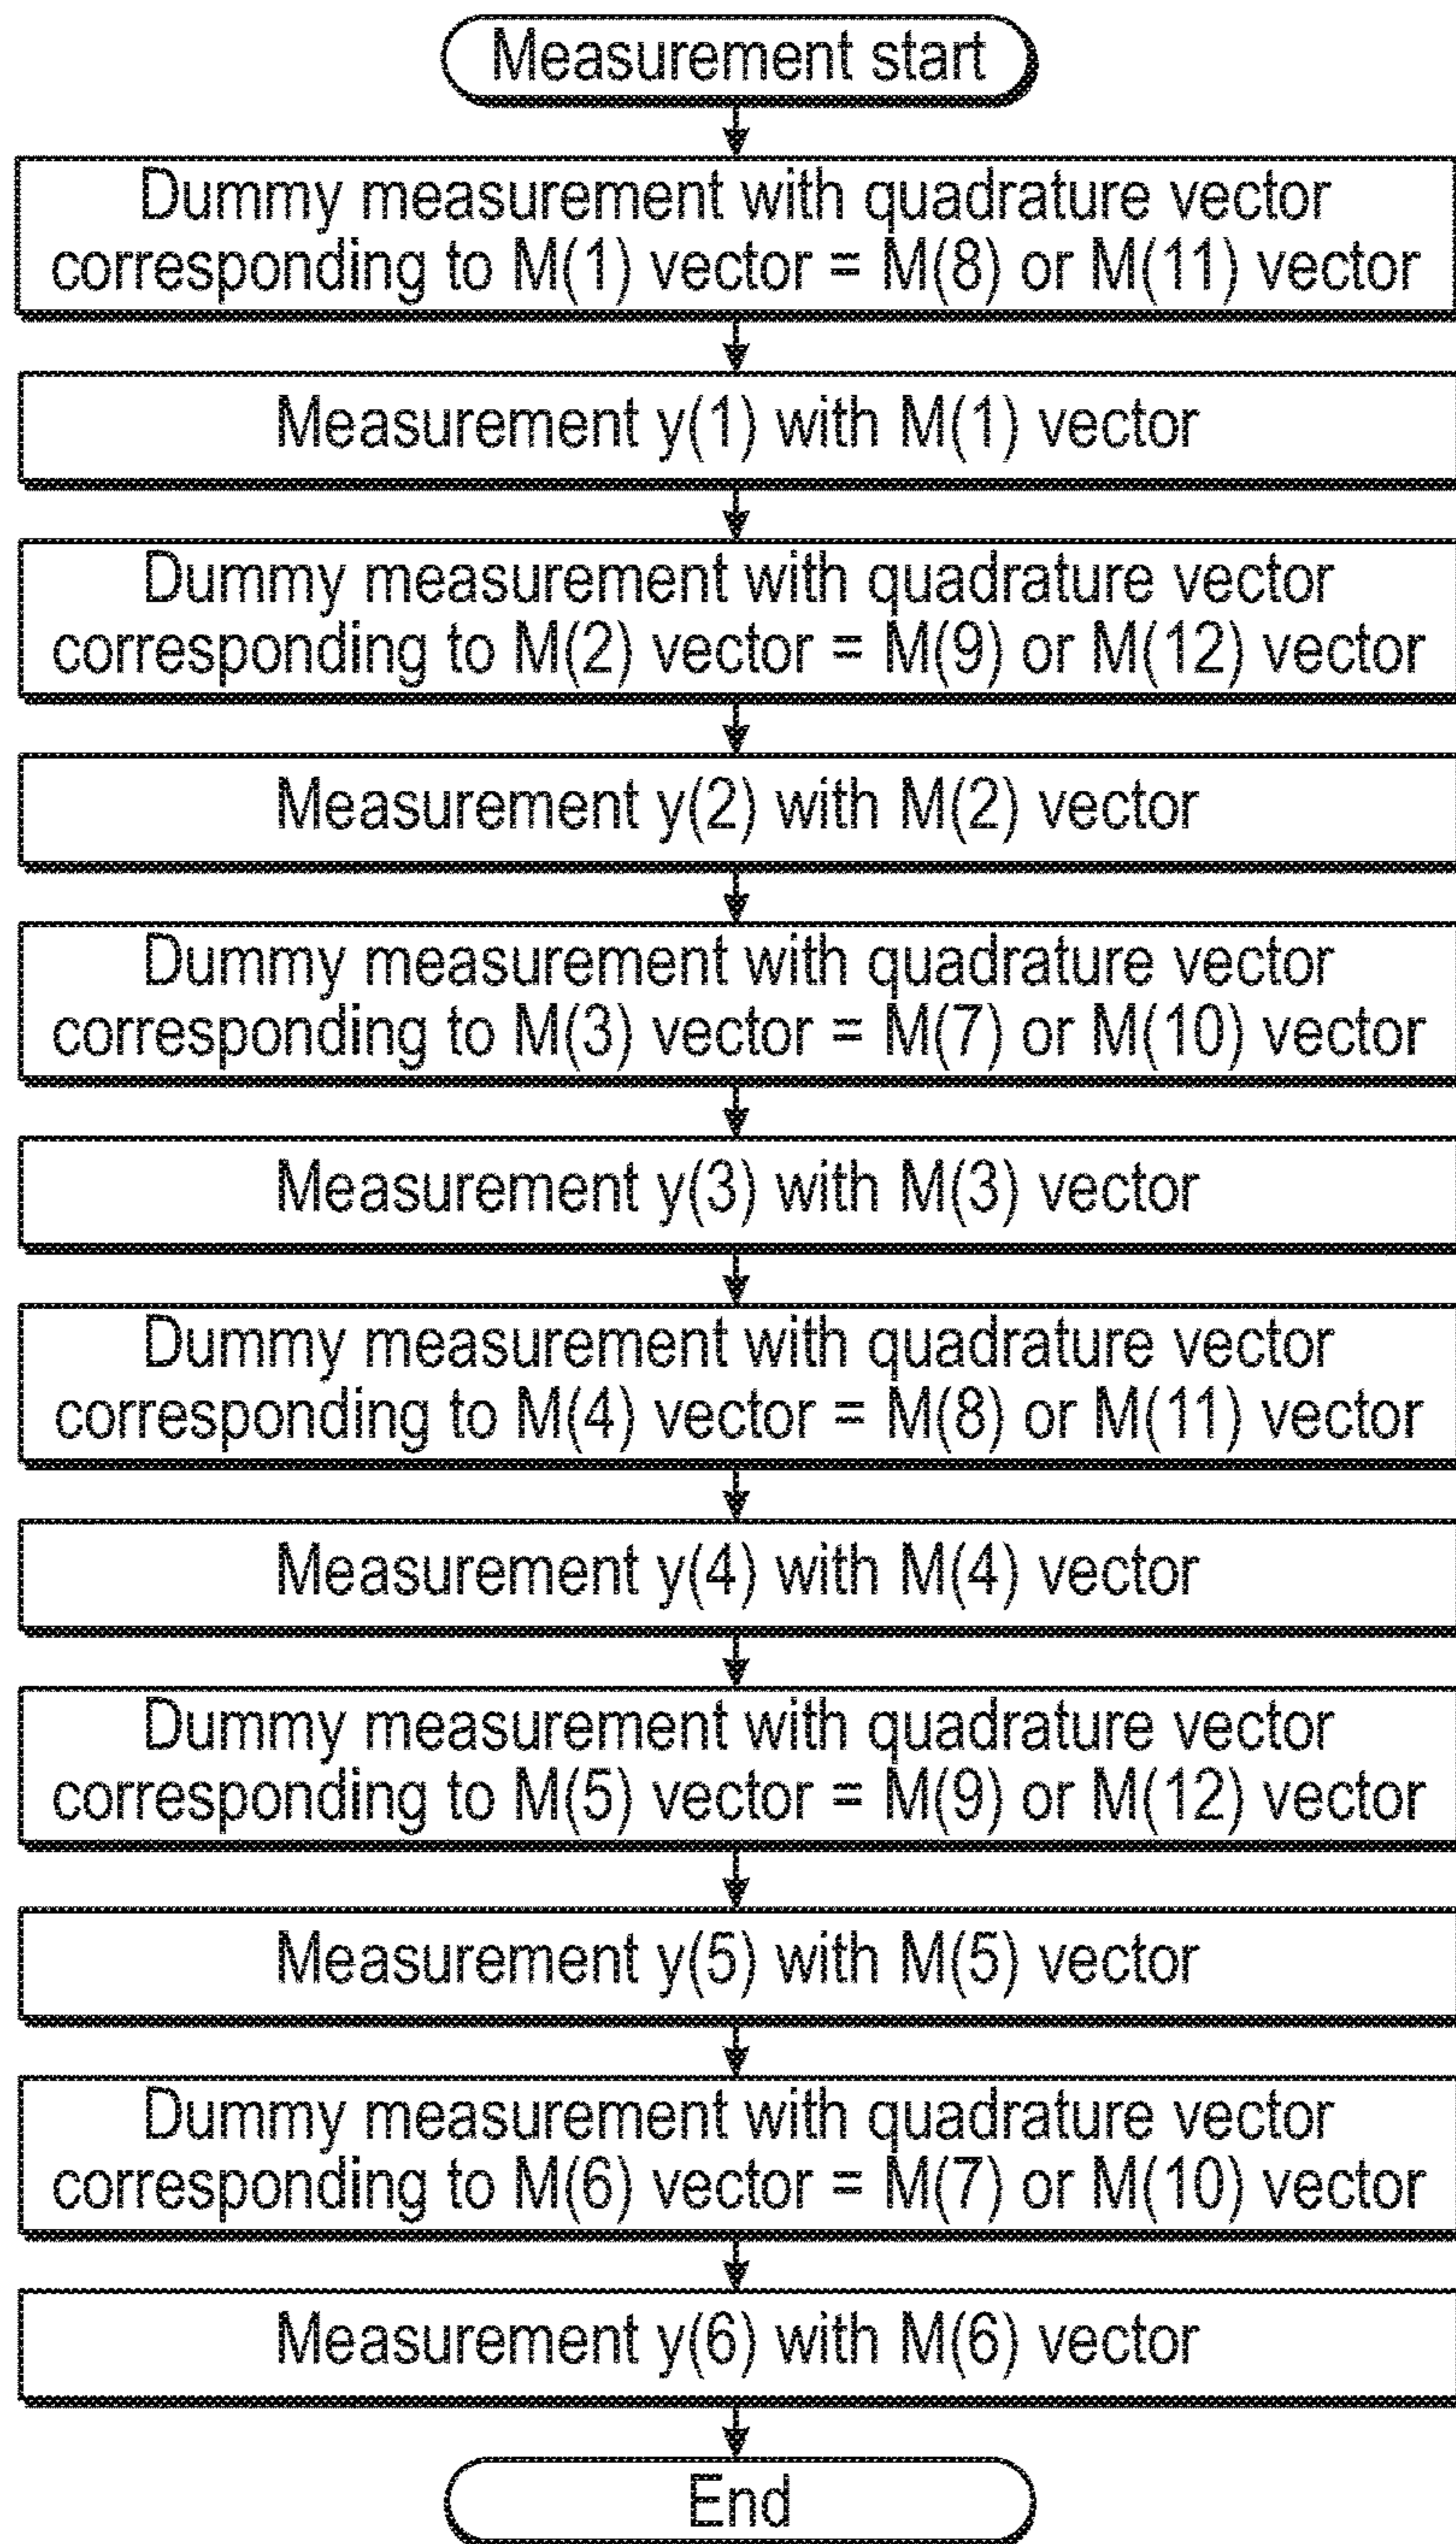 Measurement start
Dummy measurement with quadrature vector
corresponding to M(1) vector = M(8) or M(11) vector
Measurement y(1) with M(1) vector
Dummy measurement with quadrature vector
corresponding to M(2) vector = M(9) or M(12) vector
Measurement y(2) with M(2) vector
Dummy measurement with quadrature vector
corresponding to M(3) vector = M(7) or M(10) vector
Measurement y(3) with M(3) vector
Dummy measurement with quadrature vector
corresponding to M(4) vector = M(8) or M(11) vector
Measurement y(4) with M(4) vector
Dummy measurement with quadrature vector
corresponding to M(5) vector = M(9) or M(12) vector
Measurement y(5) with M(5) vector
Dummy measurement with quadrature vector
corresponding to M(6) vector = M(7) or M(10) vector
Measurement y(6) with M(6) vector
End